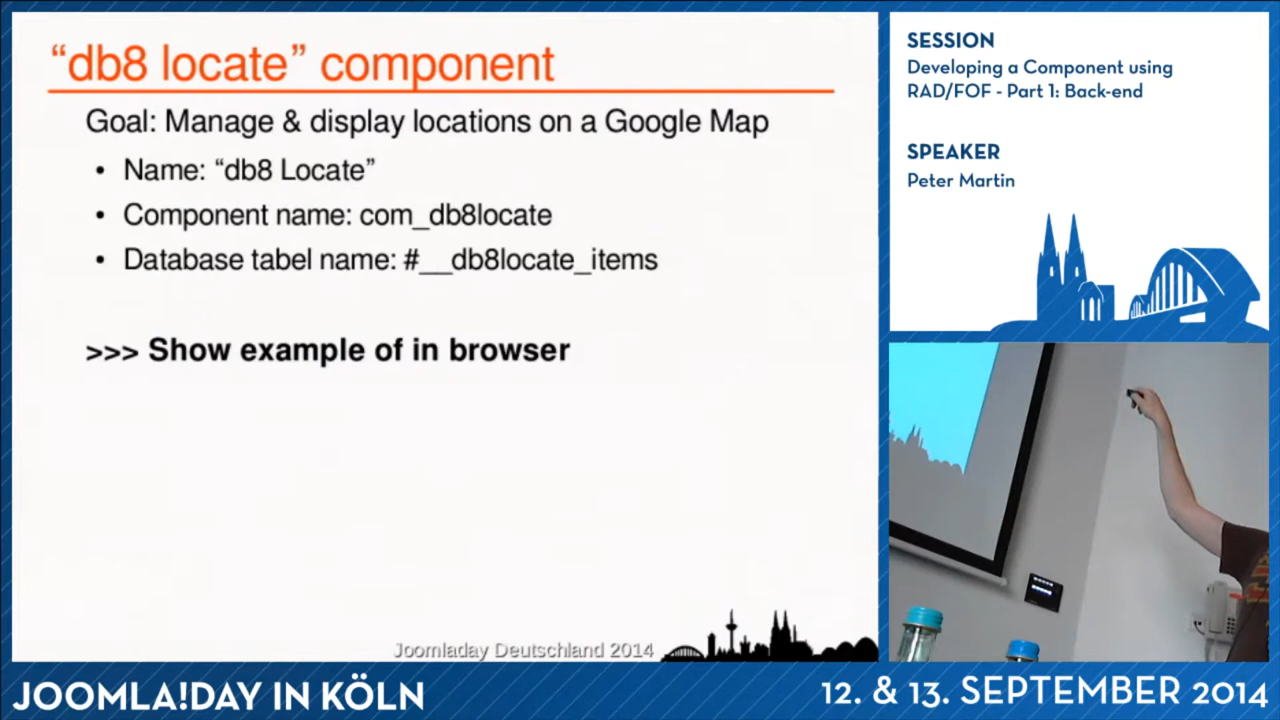 “db8 locate” component
Goal: Manage & display locations on a Google Map
• Name: “db8 Locate”
• Component name: com_db8locate
• Database tabel name: #__db8locate_items
>>> Show example of in browser
Joomladay Deutschland 2014
SESSION
Developing a Component using
RAD/FOF - Part 1: Back-end
SPEAKER
Peter Martin
JOOMLA!DAY IN KÖLN
12. & 13. SEPTEMBER 2014